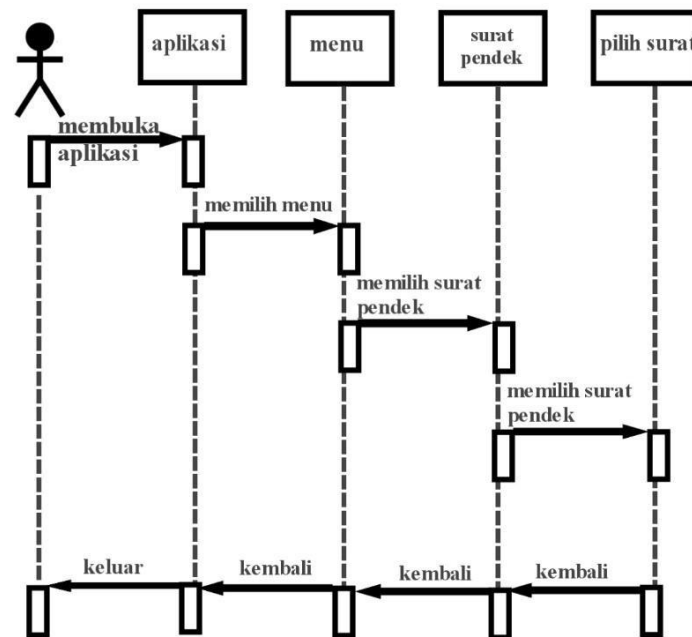 aplikasi
menu
surat
pendek
pilih surat
membuka
aplikasi
memilih menu
memilih surat
pendek
memilih surat
pendek
keluar
kembali
kembali
kembali